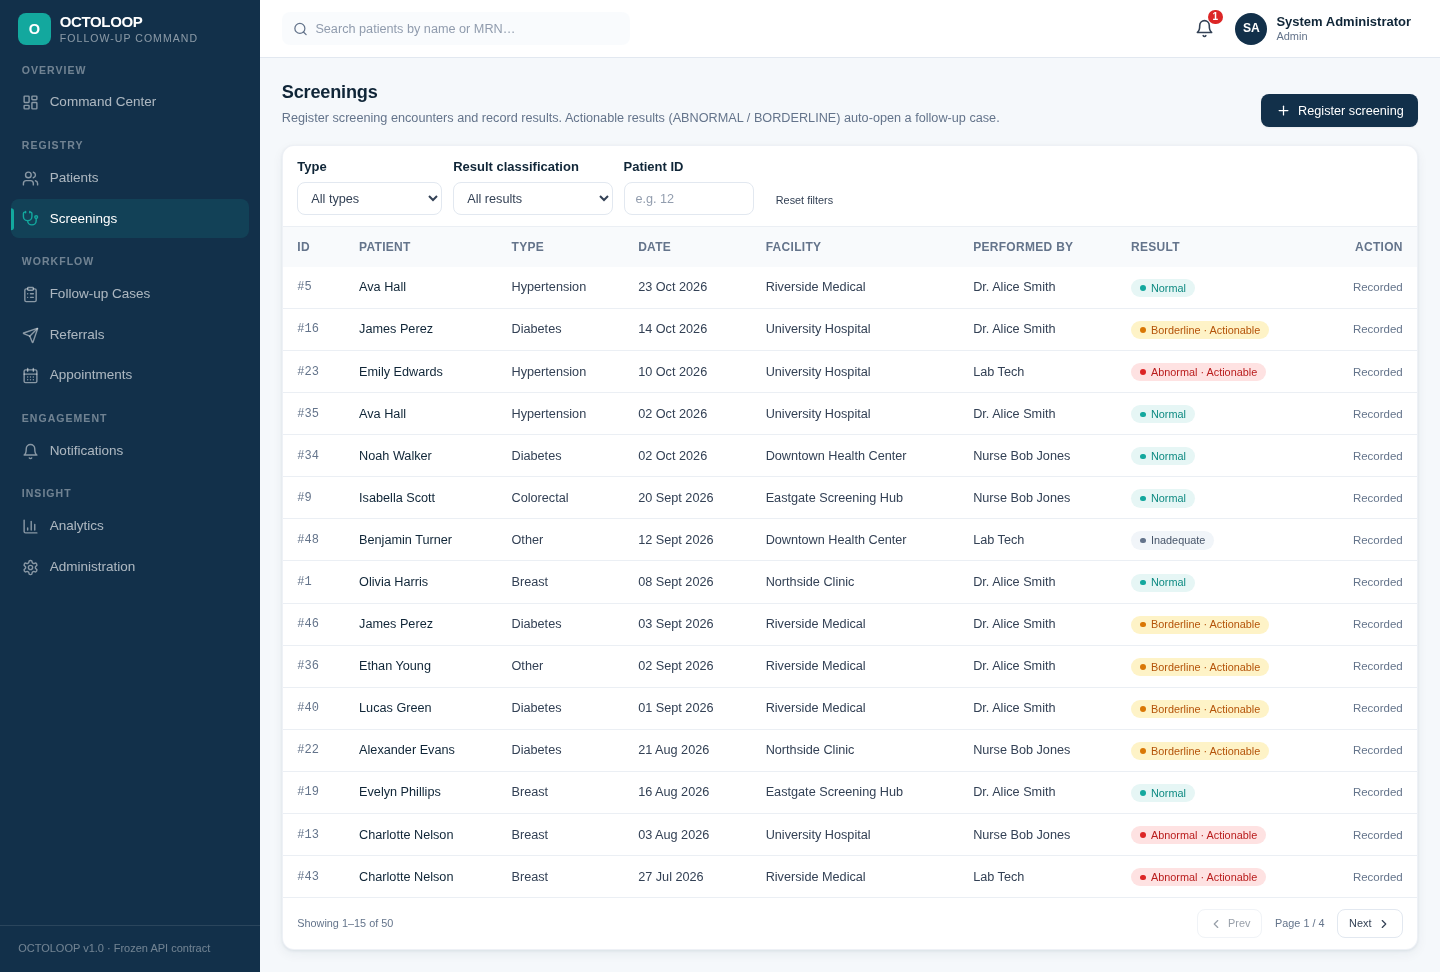 O
OCTOLOOP
FOLLOW-UP COMMAND
OVERVIEW
Command Center
REGISTRY
Patients
Screenings
WORKFLOW
Follow-up Cases
Referrals
Appointments
ENGAGEMENT
Notifications
INSIGHT
Analytics
Administration
OCTOLOOP v1.0 · Frozen API contract
Search patients by name or MRN…
1
SA
System Administrator
Admin
Screenings
Register screening encounters and record results. Actionable results (ABNORMAL / BORDERLINE) auto-open a follow-up case.
Register screening
Type Result classification Patient ID
All types All results e.g. 12 Reset filters
ID PATIENT TYPE DATE FACILITY PERFORMED BY RESULT ACTION
#5 Ava Hall Hypertension 23 Oct 2026 Riverside Medical Dr. Alice Smith Normal Recorded
#16 James Perez Diabetes 14 Oct 2026 University Hospital Dr. Alice Smith Borderline · Actionable Recorded
#23 Emily Edwards Hypertension 10 Oct 2026 University Hospital Lab Tech Abnormal · Actionable Recorded
#35 Ava Hall Hypertension 02 Oct 2026 University Hospital Dr. Alice Smith Normal Recorded
#34 Noah Walker Diabetes 02 Oct 2026 Downtown Health Center Nurse Bob Jones Normal Recorded
#9 Isabella Scott Colorectal 20 Sept 2026 Eastgate Screening Hub Nurse Bob Jones Normal Recorded
#48 Benjamin Turner Other 12 Sept 2026 Downtown Health Center Lab Tech Inadequate Recorded
#1 Olivia Harris Breast 08 Sept 2026 Northside Clinic Dr. Alice Smith Normal Recorded
#46 James Perez Diabetes 03 Sept 2026 Riverside Medical Dr. Alice Smith Borderline · Actionable Recorded
#36 Ethan Young Other 02 Sept 2026 Riverside Medical Dr. Alice Smith Borderline · Actionable Recorded
#40 Lucas Green Diabetes 01 Sept 2026 Riverside Medical Dr. Alice Smith Borderline · Actionable Recorded
#22 Alexander Evans Diabetes 21 Aug 2026 Northside Clinic Nurse Bob Jones Borderline · Actionable Recorded
#19 Evelyn Phillips Breast 16 Aug 2026 Eastgate Screening Hub Dr. Alice Smith Normal Recorded
#13 Charlotte Nelson Breast 03 Aug 2026 University Hospital Nurse Bob Jones Abnormal · Actionable Recorded
#43 Charlotte Nelson Breast 27 Jul 2026 Riverside Medical Lab Tech Abnormal · Actionable Recorded
Showing 1–15 of 50 Prev Page 1 / 4 Next